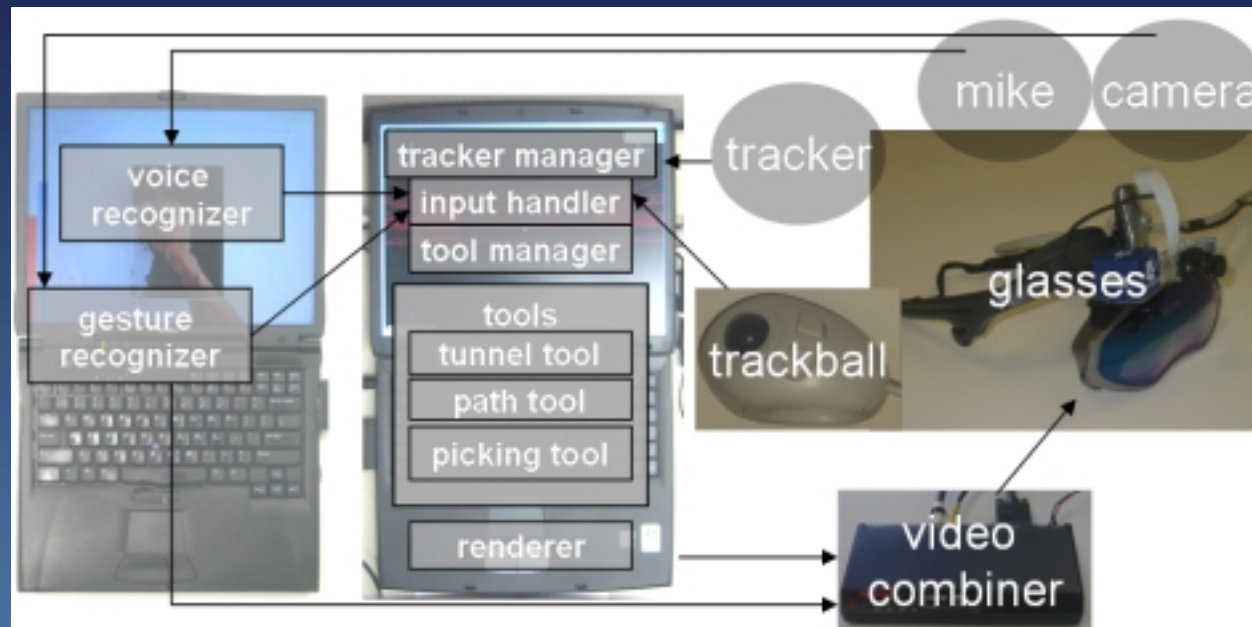 mike
camera
tracker
voice
recognizer
tracker manager
input handler
tool manager
glasses
gesture
recognizer
tools
tunnel tool
path tool
picking tool
trackball
renderer
video
combiner